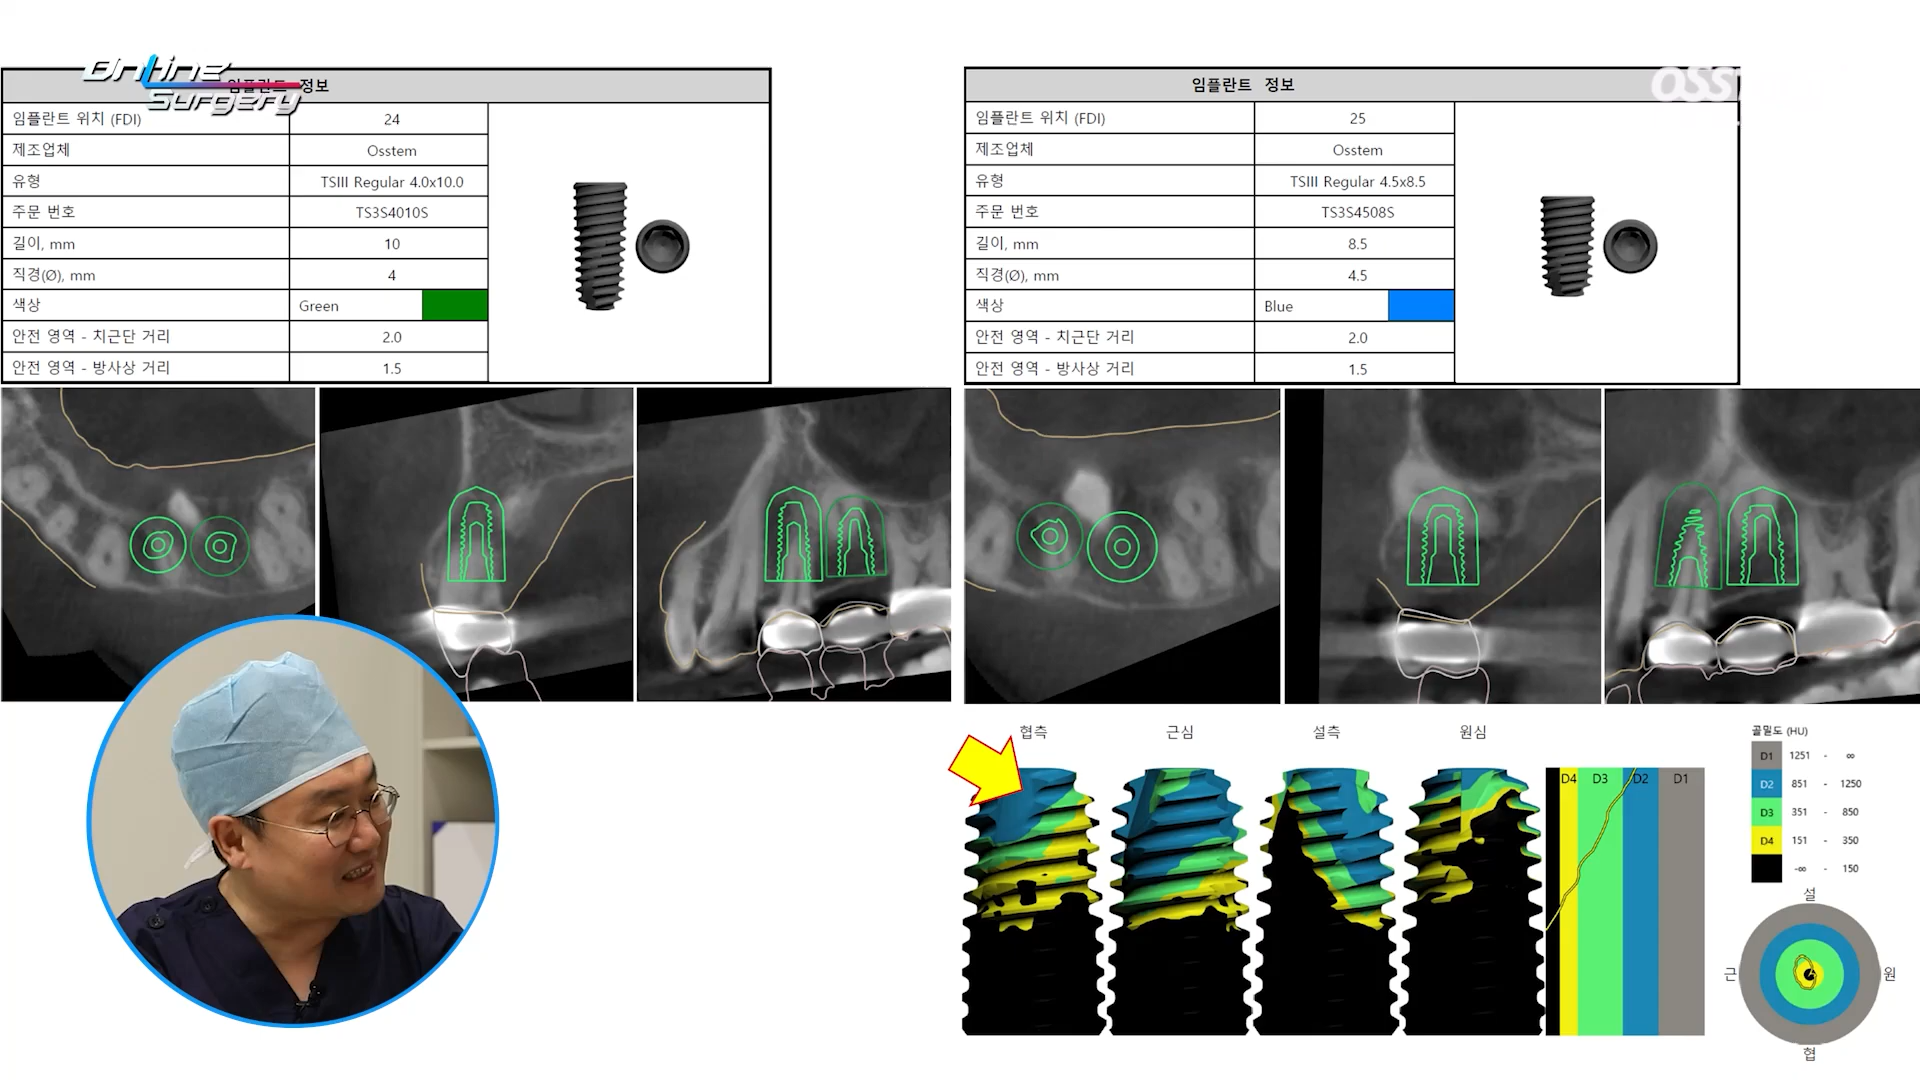 OnLine
Surgery
임플란트 정보
임플란트 위치 (FDI) 24
제조업체 Osstem
유형 TSIII Regular 4.0x10.0
주문 번호 TS3S4010S
길이, mm 10
직경(Ø), mm 4
색상 Green
안전 영역 - 치근단 거리 2.0
안전 영역 - 방사상 거리 1.5
임플란트 정보
임플란트 위치 (FDI) 25
제조업체 Osstem
유형 TSIII Regular 4.5x8.5
주문 번호 TS3S4508S
길이, mm 8.5
직경(Ø), mm 4.5
색상 Blue
안전 영역 - 치근단 거리 2.0
안전 영역 - 방사상 거리 1.5
협측 근심 설측 원심
D4 D3 D2 D1
골밀도 (HU)
D1 1251 - ∞
D2 851 - 1250
D3 351 - 850
D4 151 - 350
-∞ - 150
설
근 원
협